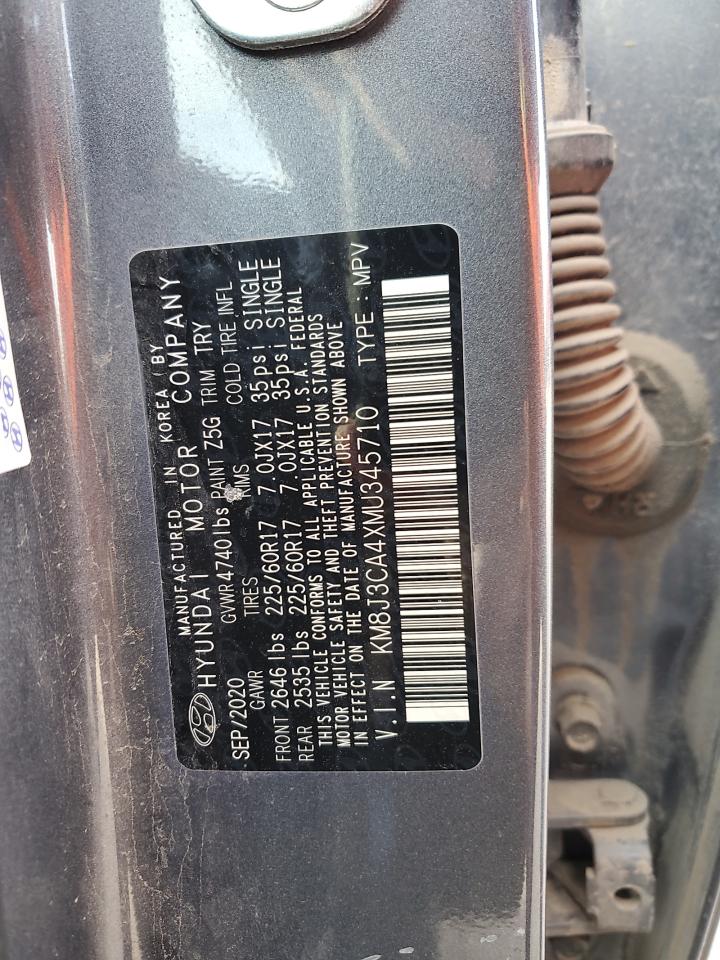 MANUFACTURED IN KOREA BY
HYUNDAI MOTOR COMPANY
SEP/2020 GVWR 4740 lbs PAINT Z5G TRIM TRY
GAWR TIRES RIMS COLD TIRE INFL
FRONT 2646 lbs 225/60R17 7.0JX17 35psi SINGLE
REAR 2535 lbs 225/60R17 7.0JX17 35psi SINGLE
THIS VEHICLE CONFORMS TO ALL APPLICABLE U.S.A. FEDERAL
MOTOR VEHICLE SAFETY AND THEFT PREVENTION STANDARDS
IN EFFECT ON THE DATE OF MANUFACTURE SHOWN ABOVE
V.I.N KM8J3CA4XMU345710 TYPE : MPV